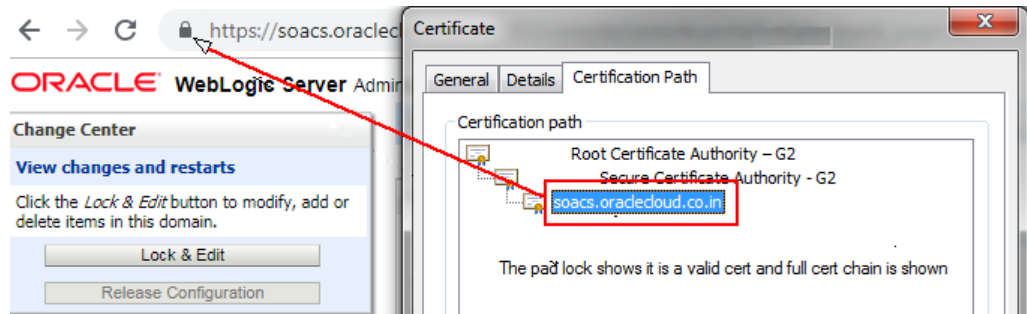 https://soacs.oraclecl
ORACLE WebLogic Server Admin
Change Center
View changes and restarts
Click the Lock & Edit button to modify, add or
delete items in this domain.
Lock & Edit
Release Configuration
Certificate
General Details Certification Path
Certification path
Root Certificate Authority – G2
Secure Certificate Authority - G2
soacs.oraclecloud.co.in
The pad lock shows it is a valid cert and full cert chain is shown